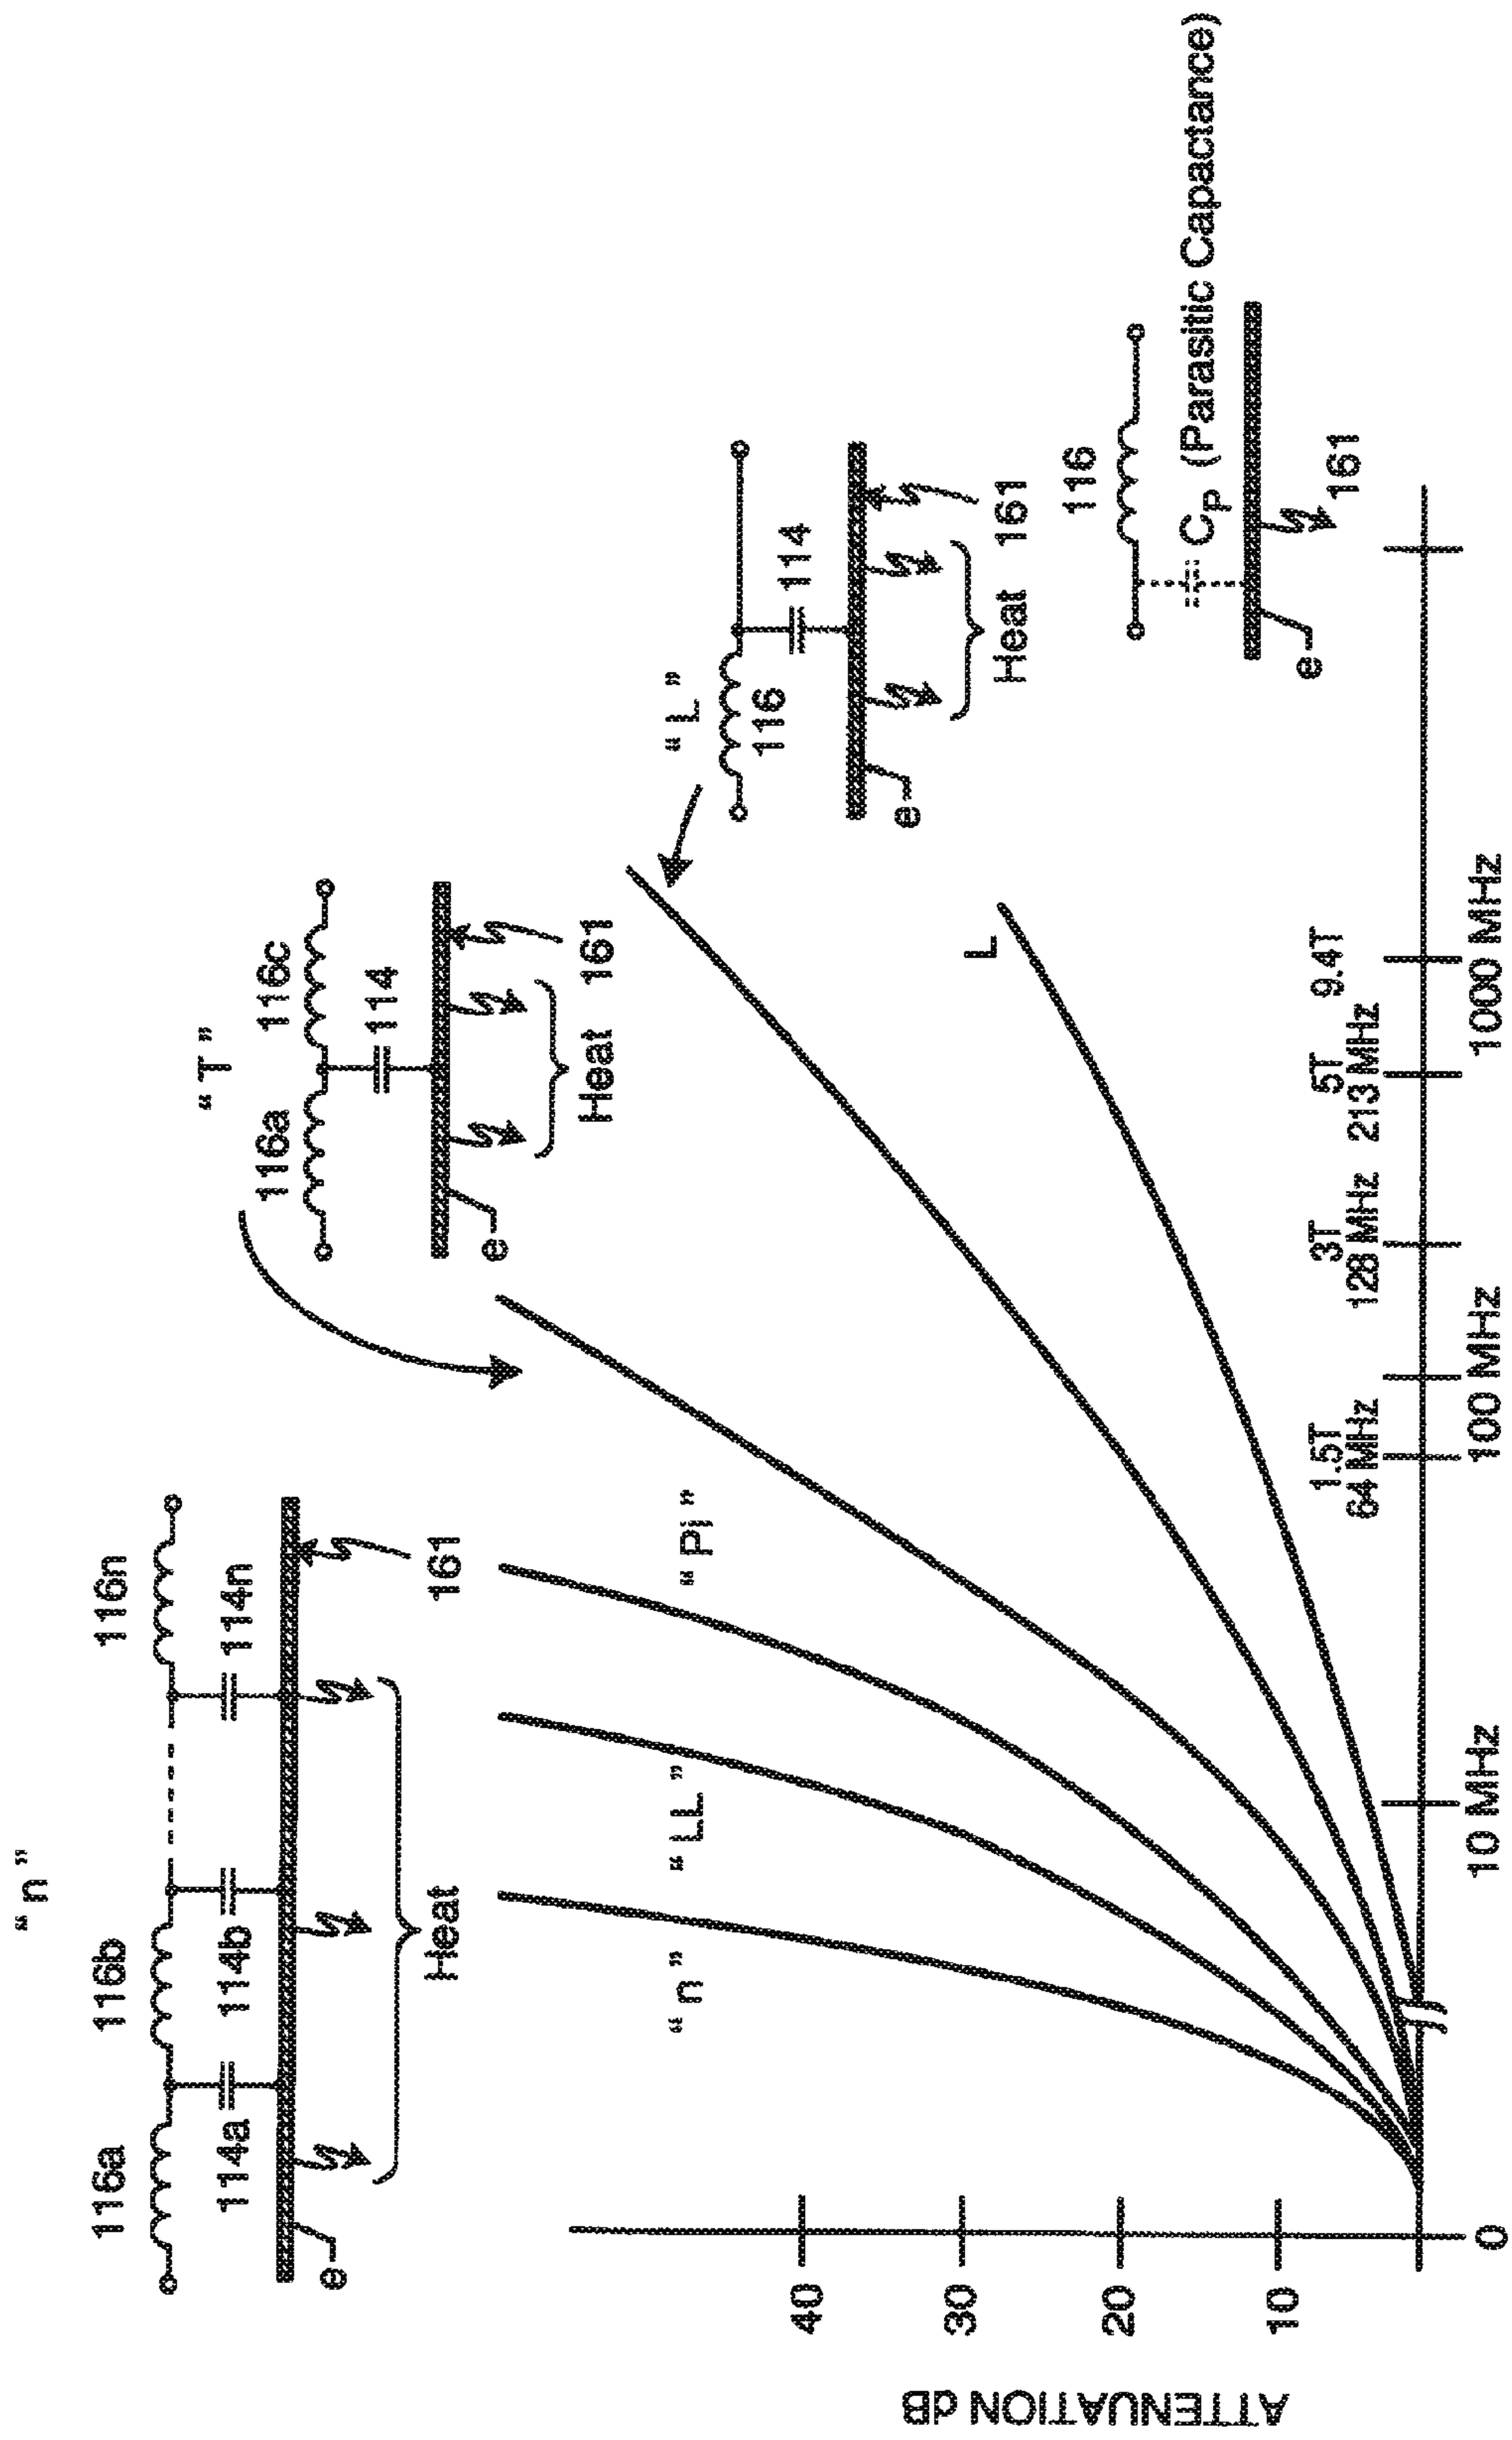 “ n ”
116a
116b
116n
114a
114b
114n
e
Heat
161
“ T ”
116a
116c
114
e
Heat
161
“ L ”
116
114
e
Heat
161
116
CP (Parasitic Capactance)
e
161
ATTENUATION dB
40
30
20
10
“ n ”
“ LL ”
“ Pi ”
L
1.5T
64 MHz
3T
128 MHz
5T
213 MHz
9.4T
0
10 MHz
100 MHz
1000 MHz